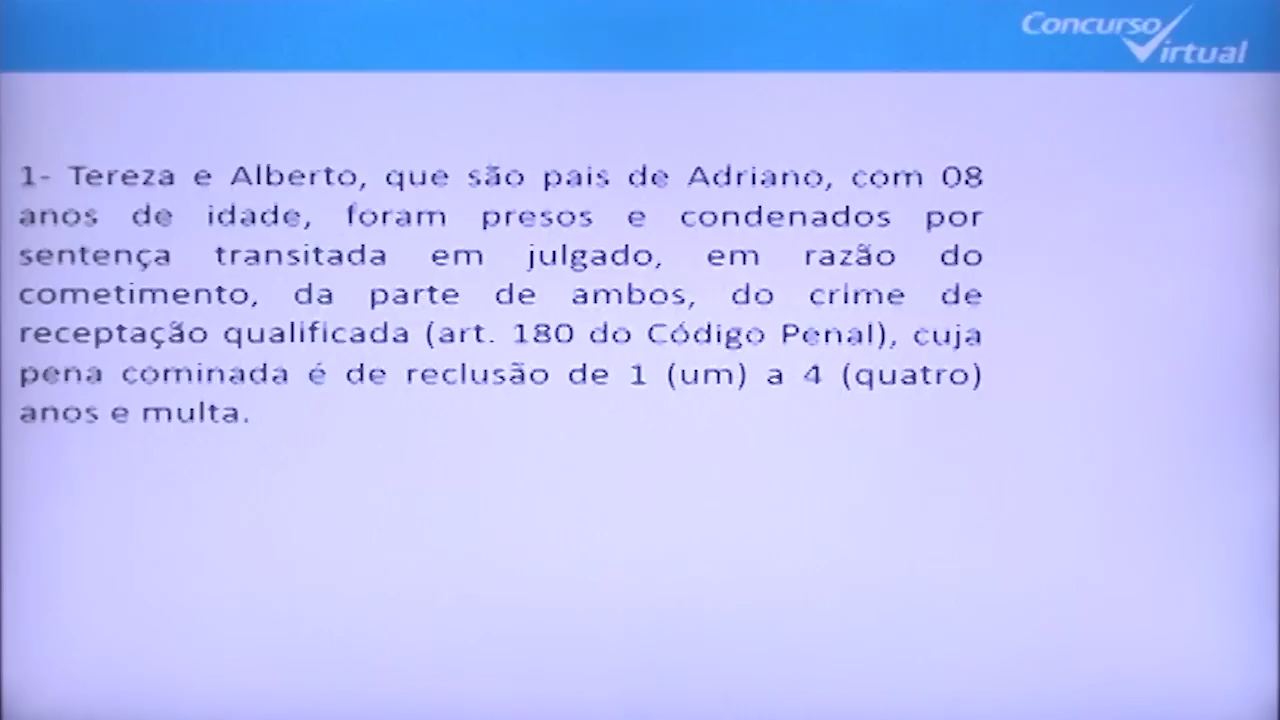 Concurso
Virtual
1- Tereza e Alberto, que são pais de Adriano, com 08
anos de idade, foram presos e condenados por
sentença transitada em julgado, em razão do
cometimento, da parte de ambos, do crime de
receptação qualificada (art. 180 do Código Penal), cuja
pena cominada é de reclusão de 1 (um) a 4 (quatro)
anos e multa.